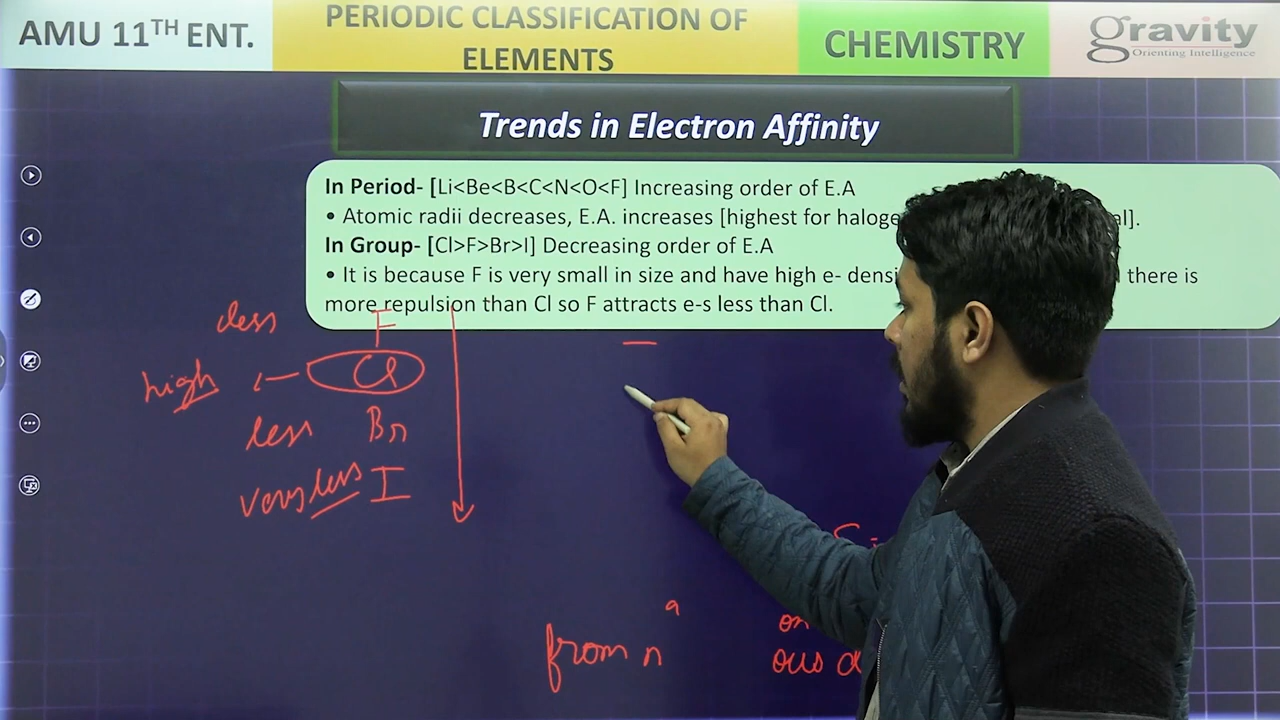 AMU 11TH ENT.
PERIODIC CLASSIFICATION OF
ELEMENTS
CHEMISTRY
gravity
Orienting Intelligence
Trends in Electron Affinity
In Period- [Li<Be<B<C<N<O<F] Increasing order of E.A
• Atomic radii decreases, E.A. increases [highest for haloge al].
In Group- [Cl>F>Br>I] Decreasing order of E.A
• It is because F is very small in size and have high e- densi there is
more repulsion than Cl so F attracts e-s less than Cl.
less F
high Cl
less Br
very less I
from n